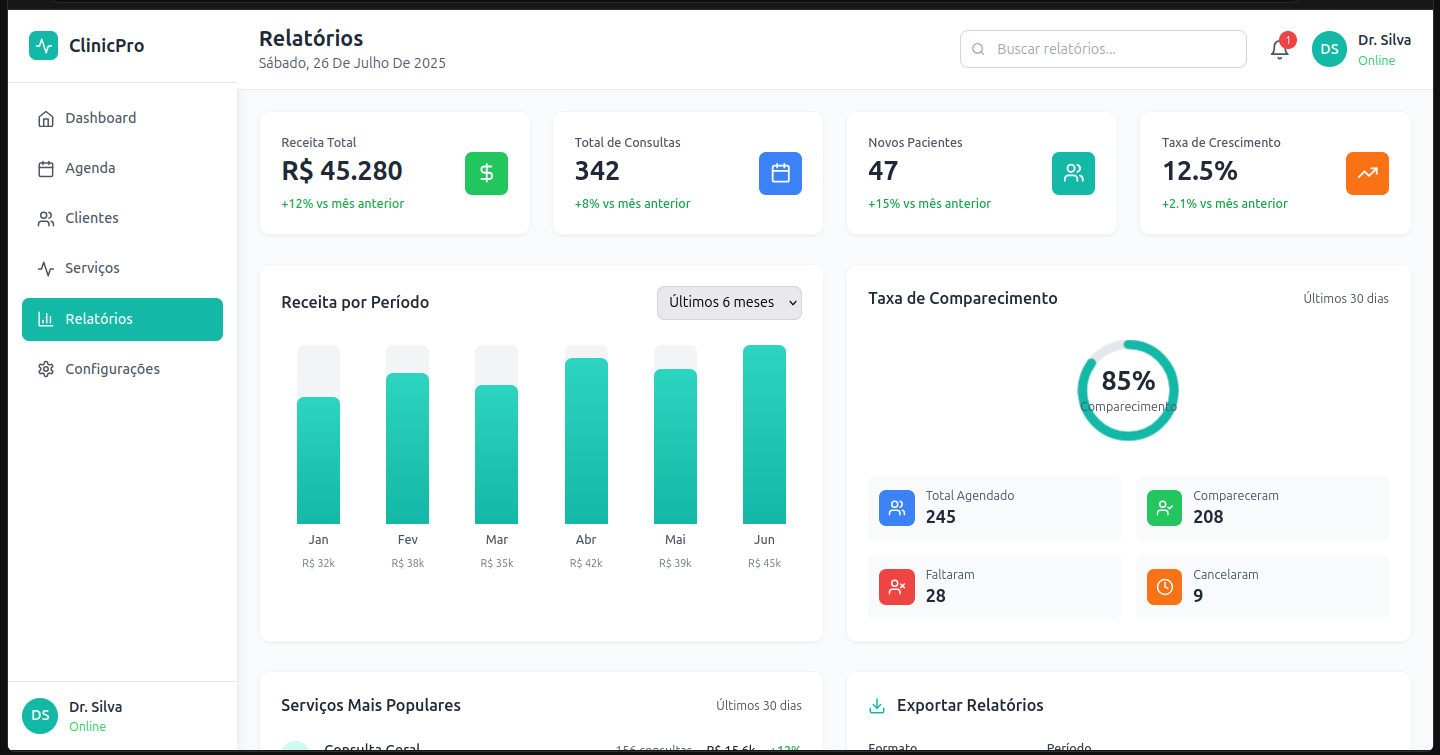 ClinicPro
Dashboard
Agenda
Clientes
Serviços
Relatórios
Configurações
DS
Dr. Silva
Online
Relatórios
Sábado, 26 De Julho De 2025
Buscar relatórios...
1
DS
Dr. Silva
Online
Receita Total
R$ 45.280
+12% vs mês anterior
Total de Consultas
342
+8% vs mês anterior
Novos Pacientes
47
+15% vs mês anterior
Taxa de Crescimento
12.5%
+2.1% vs mês anterior
Receita por Período
Últimos 6 meses
Jan Fev Mar Abr Mai Jun
R$ 32k R$ 38k R$ 35k R$ 42k R$ 39k R$ 45k
Taxa de Comparecimento
Últimos 30 dias
85%
Comparecimento
Total Agendado
245
Compareceram
208
Faltaram
28
Cancelaram
9
Serviços Mais Populares
Últimos 30 dias
Consulta Geral 156 consultas R$ 15.6k +12%
Exportar Relatórios
Formato Período